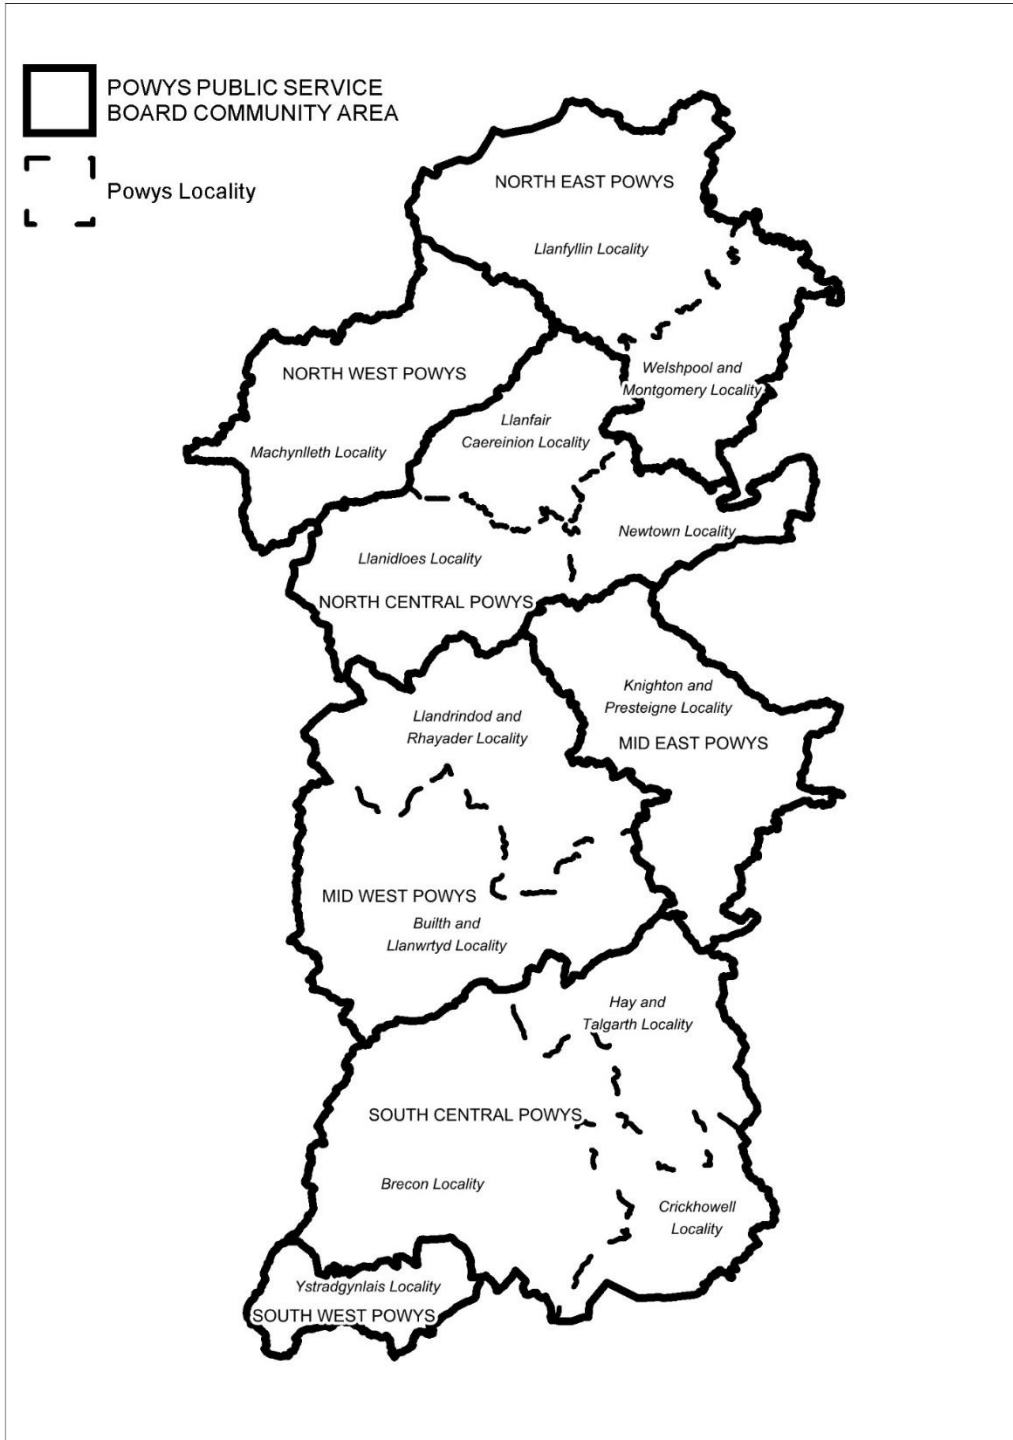 POWYS PUBLIC SERVICE
BOARD COMMUNITY AREA
Powys Locality
NORTH EAST POWYS
Llanfyllin Locality
Welshpool and
Montgomery Locality
NORTH WEST POWYS
Machynlleth Locality
Llanfair
Caereinion Locality
Newtown Locality
Llanidloes Locality
NORTH CENTRAL POWYS
Knighton and
Presteigne Locality
MID EAST POWYS
Llandrindod and
Rhayader Locality
MID WEST POWYS
Builth and
Llanwrtyd Locality
Hay and
Talgarth Locality
SOUTH CENTRAL POWYS
Brecon Locality
Crickhowell
Locality
Ystradgynlais Locality
SOUTH WEST POWYS